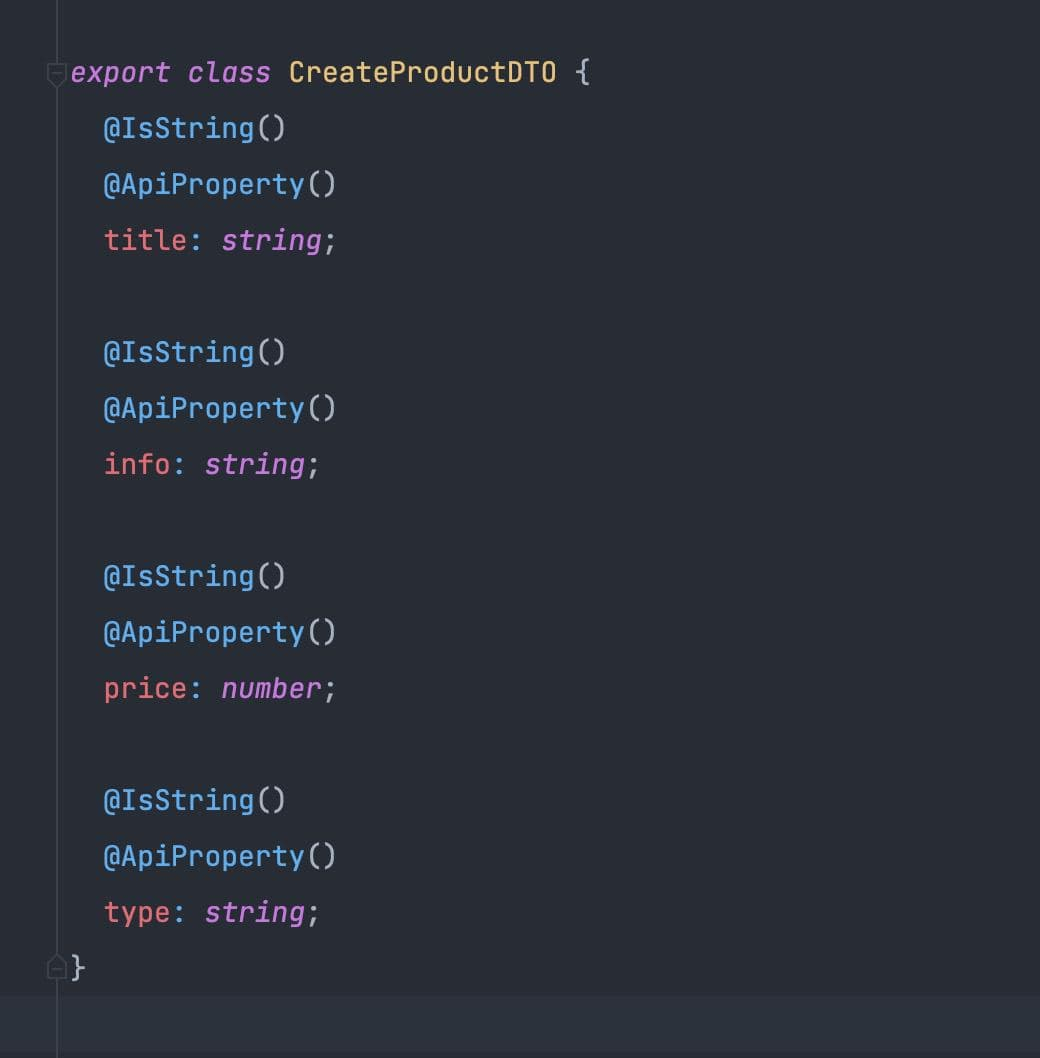 export class CreateProductDTO {
  @IsString()
  @ApiProperty()
  title: string;

  @IsString()
  @ApiProperty()
  info: string;

  @IsString()
  @ApiProperty()
  price: number;

  @IsString()
  @ApiProperty()
  type: string;
}